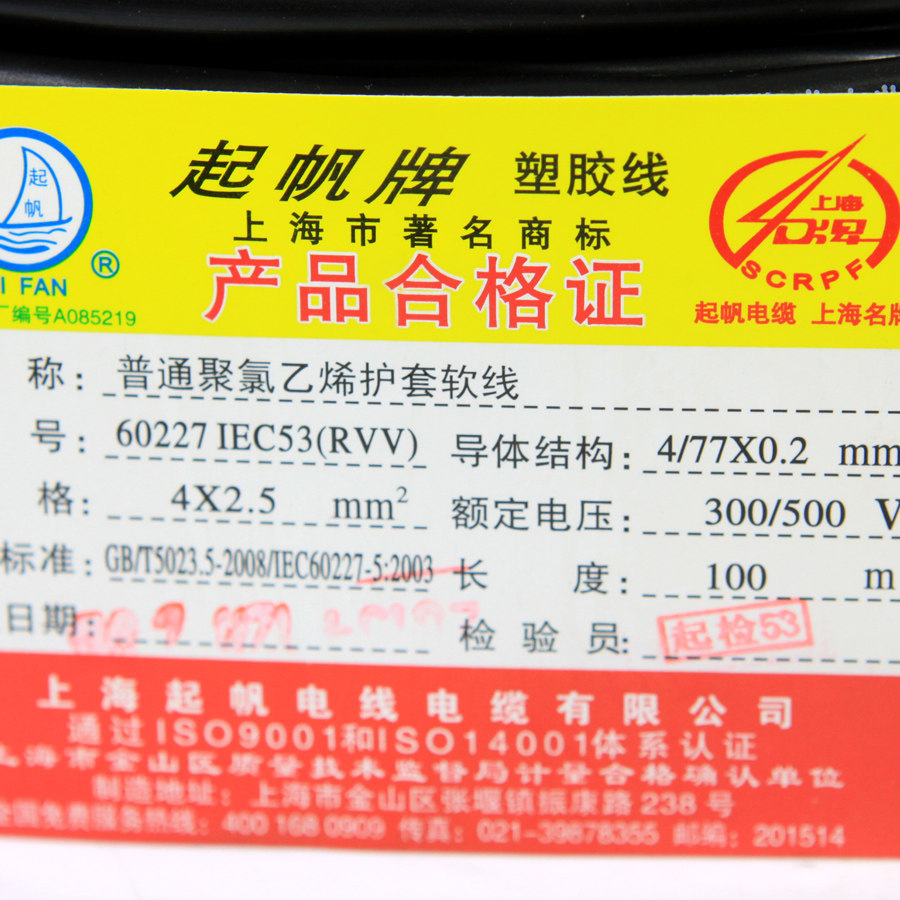 起帆
I FAN
®
厂编号A085219
起帆牌 塑胶线
上海市著名商标
产品合格证
上海
名牌
SCRPF
起帆电缆 上海名牌
称: 普通聚氯乙烯护套软线
号: 60227 IEC53(RVV) 导体结构: 4/77X0.2 mm
格: 4X2.5 mm² 额定电压: 300/500 V
标准: GB/T5023.5-2008/IEC60227-5:2003 长 度: 100 m
日期: 检验员: 起检53
上海起帆电线电缆有限公司
通过ISO9001和ISO14001体系认证
上海市金山区质量技术监督局计量合格确认单位
制造地址: 上海市金山区张堰镇振康路238号
全国免费服务热线: 400 168 0909 传真: 021-39878355 邮编: 201514